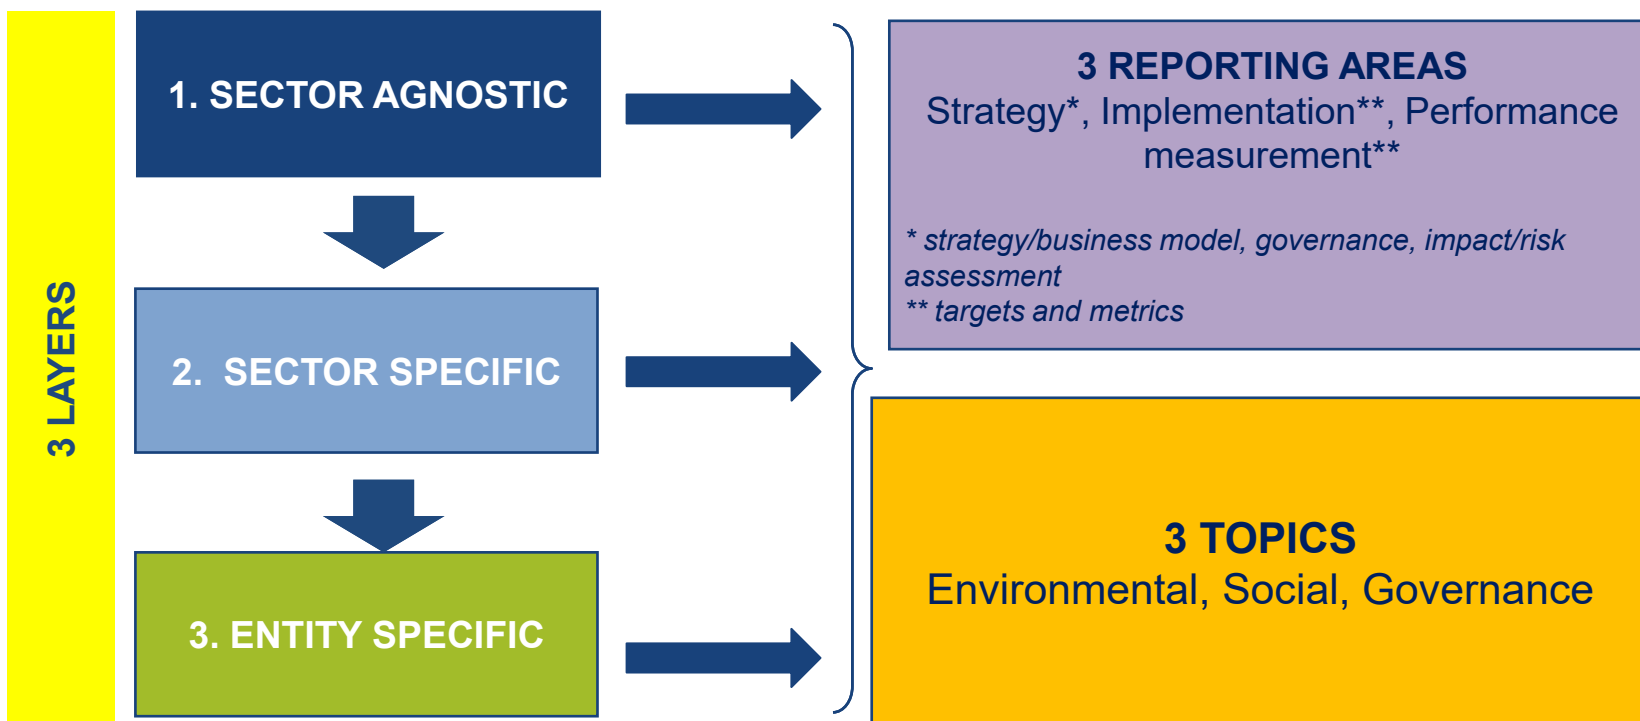 3 LAYERS
1. SECTOR AGNOSTIC
2. SECTOR SPECIFIC
3. ENTITY SPECIFIC
3 REPORTING AREAS
Strategy*, Implementation**, Performance
measurement**
* strategy/business model, governance, impact/risk
assessment
** targets and metrics
3 TOPICS
Environmental, Social, Governance